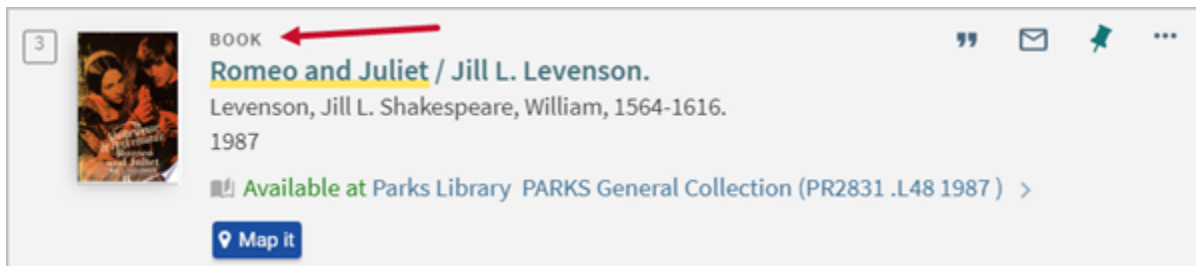 3
BOOK
Romeo and Juliet / Jill L. Levenson.
Levenson, Jill L. Shakespeare, William, 1564-1616.
1987
Available at Parks Library PARKS General Collection (PR2831 .L48 1987 )
Map it